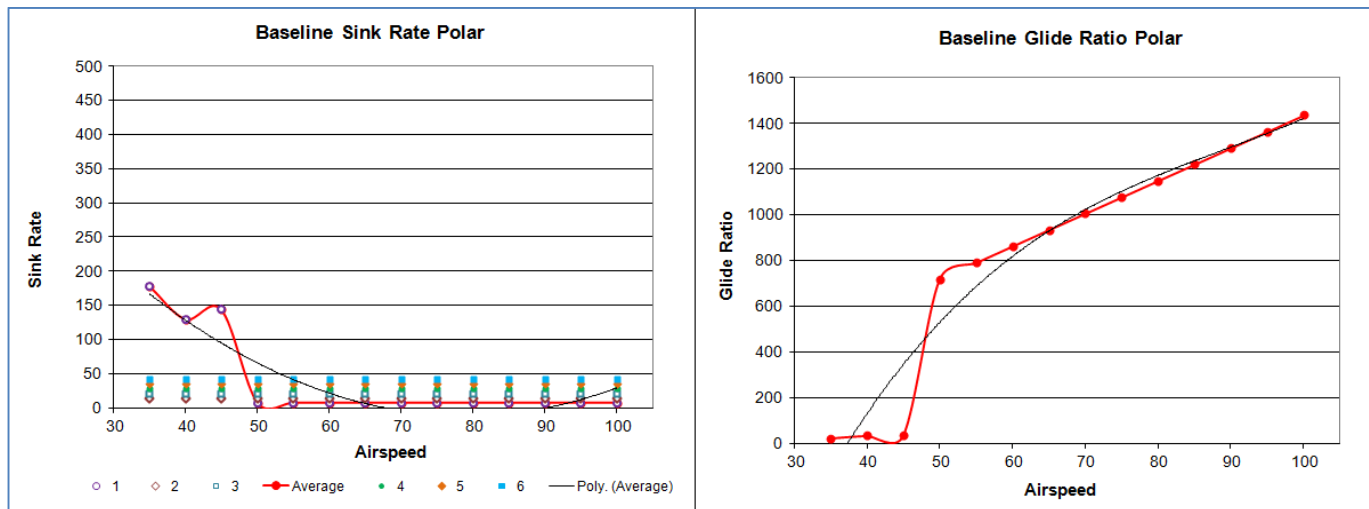 Baseline Sink Rate Polar
500
450
400
350
300
250
200
150
100
50
0
Sink Rate
30 40 50 60 70 80 90 100
Airspeed
1 2 3 Average 4 5 6 Poly. (Average)
Baseline Glide Ratio Polar
1600
1400
1200
1000
800
600
400
200
0
Glide Ratio
30 40 50 60 70 80 90 100
Airspeed